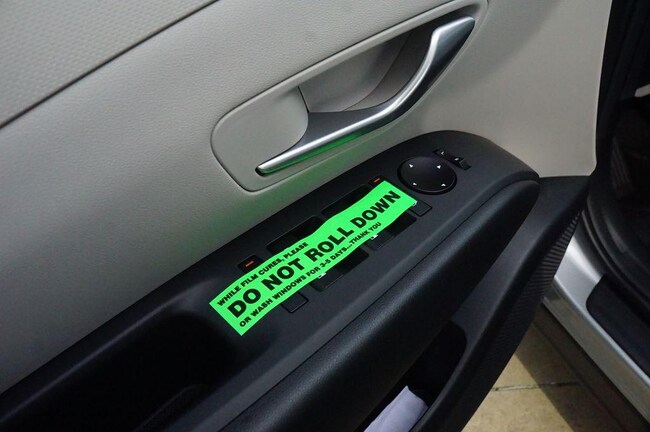 WHILE FILM CURES, PLEASE
DO NOT ROLL DOWN
OR WASH WINDOWS FOR 3-5 DAYS...THANK YOU